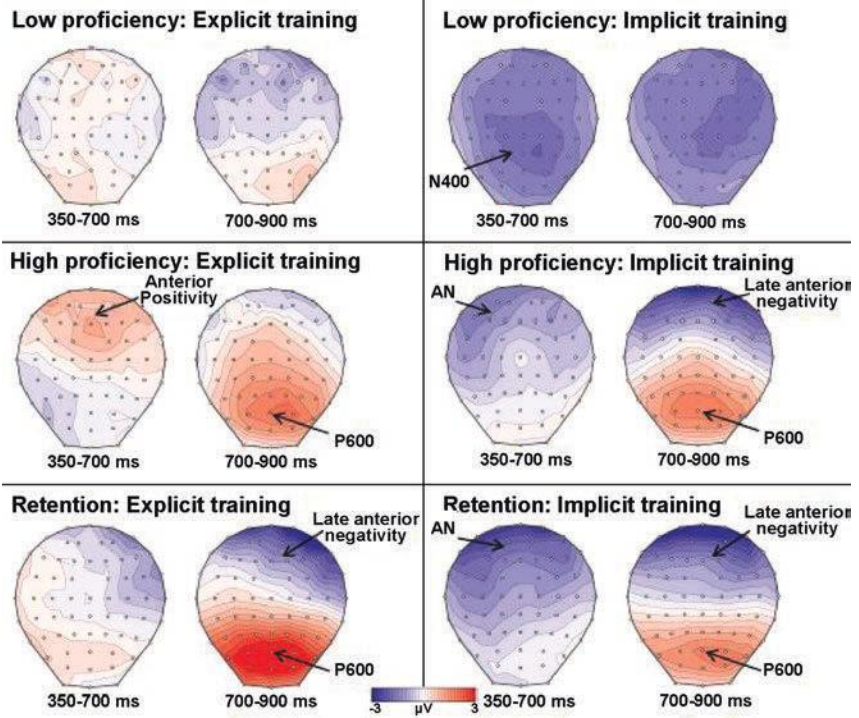 Low proficiency: Explicit training
350-700 ms
700-900 ms
Low proficiency: Implicit training
N400
350-700 ms
700-900 ms
High proficiency: Explicit training
Anterior
Positivity
P600
350-700 ms
700-900 ms
High proficiency: Implicit training
AN
Late anterior
negativity
P600
350-700 ms
700-900 ms
Retention: Explicit training
Late anterior
negativity
P600
350-700 ms
700-900 ms
-3 µV 3
Retention: Implicit training
AN
Late anterior
negativity
P600
350-700 ms
700-900 ms